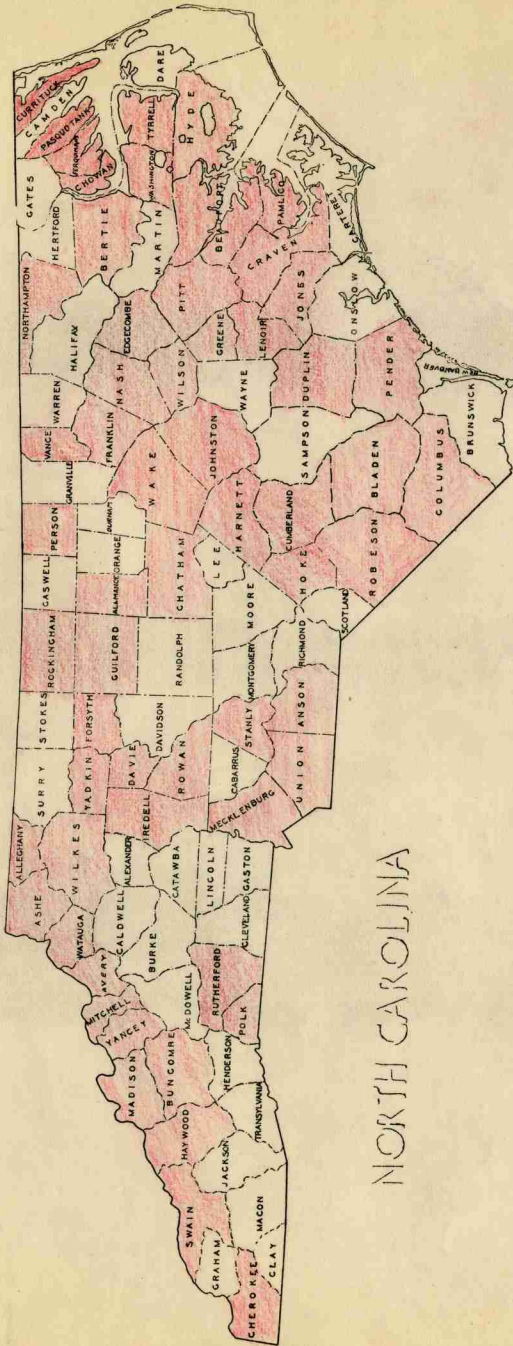 CURRITUCK
CAMDEN
PASQUOTANK
PERQUIMANS
CHOWAN
GATES
HERTFORD
BERTIE
NORTHAMPTON
HALIFAX
WARREN
VANCE
GRANVILLE
PERSON
CASWELL
ROCKINGHAM
STOKES
SURRY
ALLEGHANY
ASHE
WATAUGA
WILKES
YADKIN
FORSYTH
GUILFORD
ALAMANCE
ORANGE
DURHAM
WAKE
FRANKLIN
NASH
EDGECOMBE
MARTIN
WASHINGTON
TYRRELL
DARE
HYDE
BEAUFORT
PITT
WILSON
GREENE
LENOIR
CRAVEN
PAMLICO
CARTERET
JONES
ONSLOW
WAYNE
JOHNSTON
HARNETT
LEE
CHATHAM
RANDOLPH
DAVIDSON
DAVIE
ROWAN
IREDELL
ALEXANDER
CALDWELL
AVERY
MITCHELL
YANCEY
MADISON
BUNCOMBE
McDOWELL
BURKE
CATAWBA
LINCOLN
GASTON
CLEVELAND
RUTHERFORD
POLK
HENDERSON
TRANSYLVANIA
HAYWOOD
JACKSON
SWAIN
MACON
GRAHAM
CLAY
CHEROKEE
MECKLENBURG
CABARRUS
STANLY
UNION
ANSON
MONTGOMERY
MOORE
RICHMOND
SCOTLAND
HOKE
CUMBERLAND
SAMPSON
DUPLIN
PENDER
NEW HANOVER
BRUNSWICK
COLUMBUS
BLADEN
ROBESON
NORTH CAROLINA